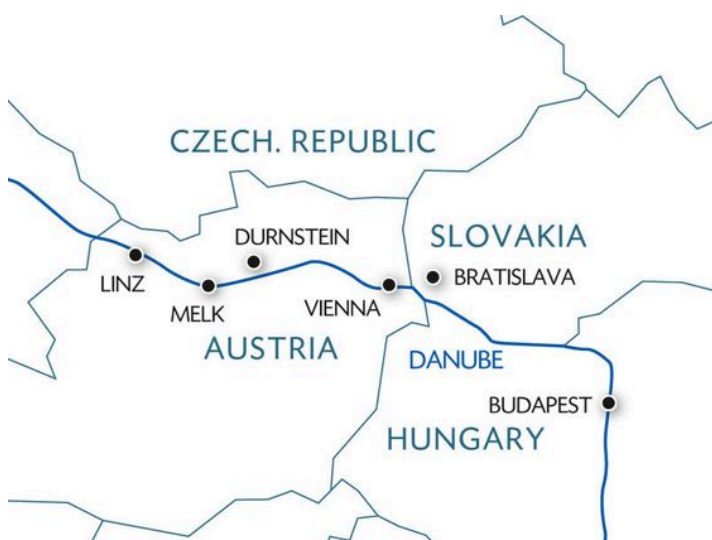 CZECH. REPUBLIC
DURNSTEIN
SLOVAKIA
LINZ
BRATISLAVA
MELK
VIENNA
AUSTRIA
DANUBE
BUDAPEST
HUNGARY